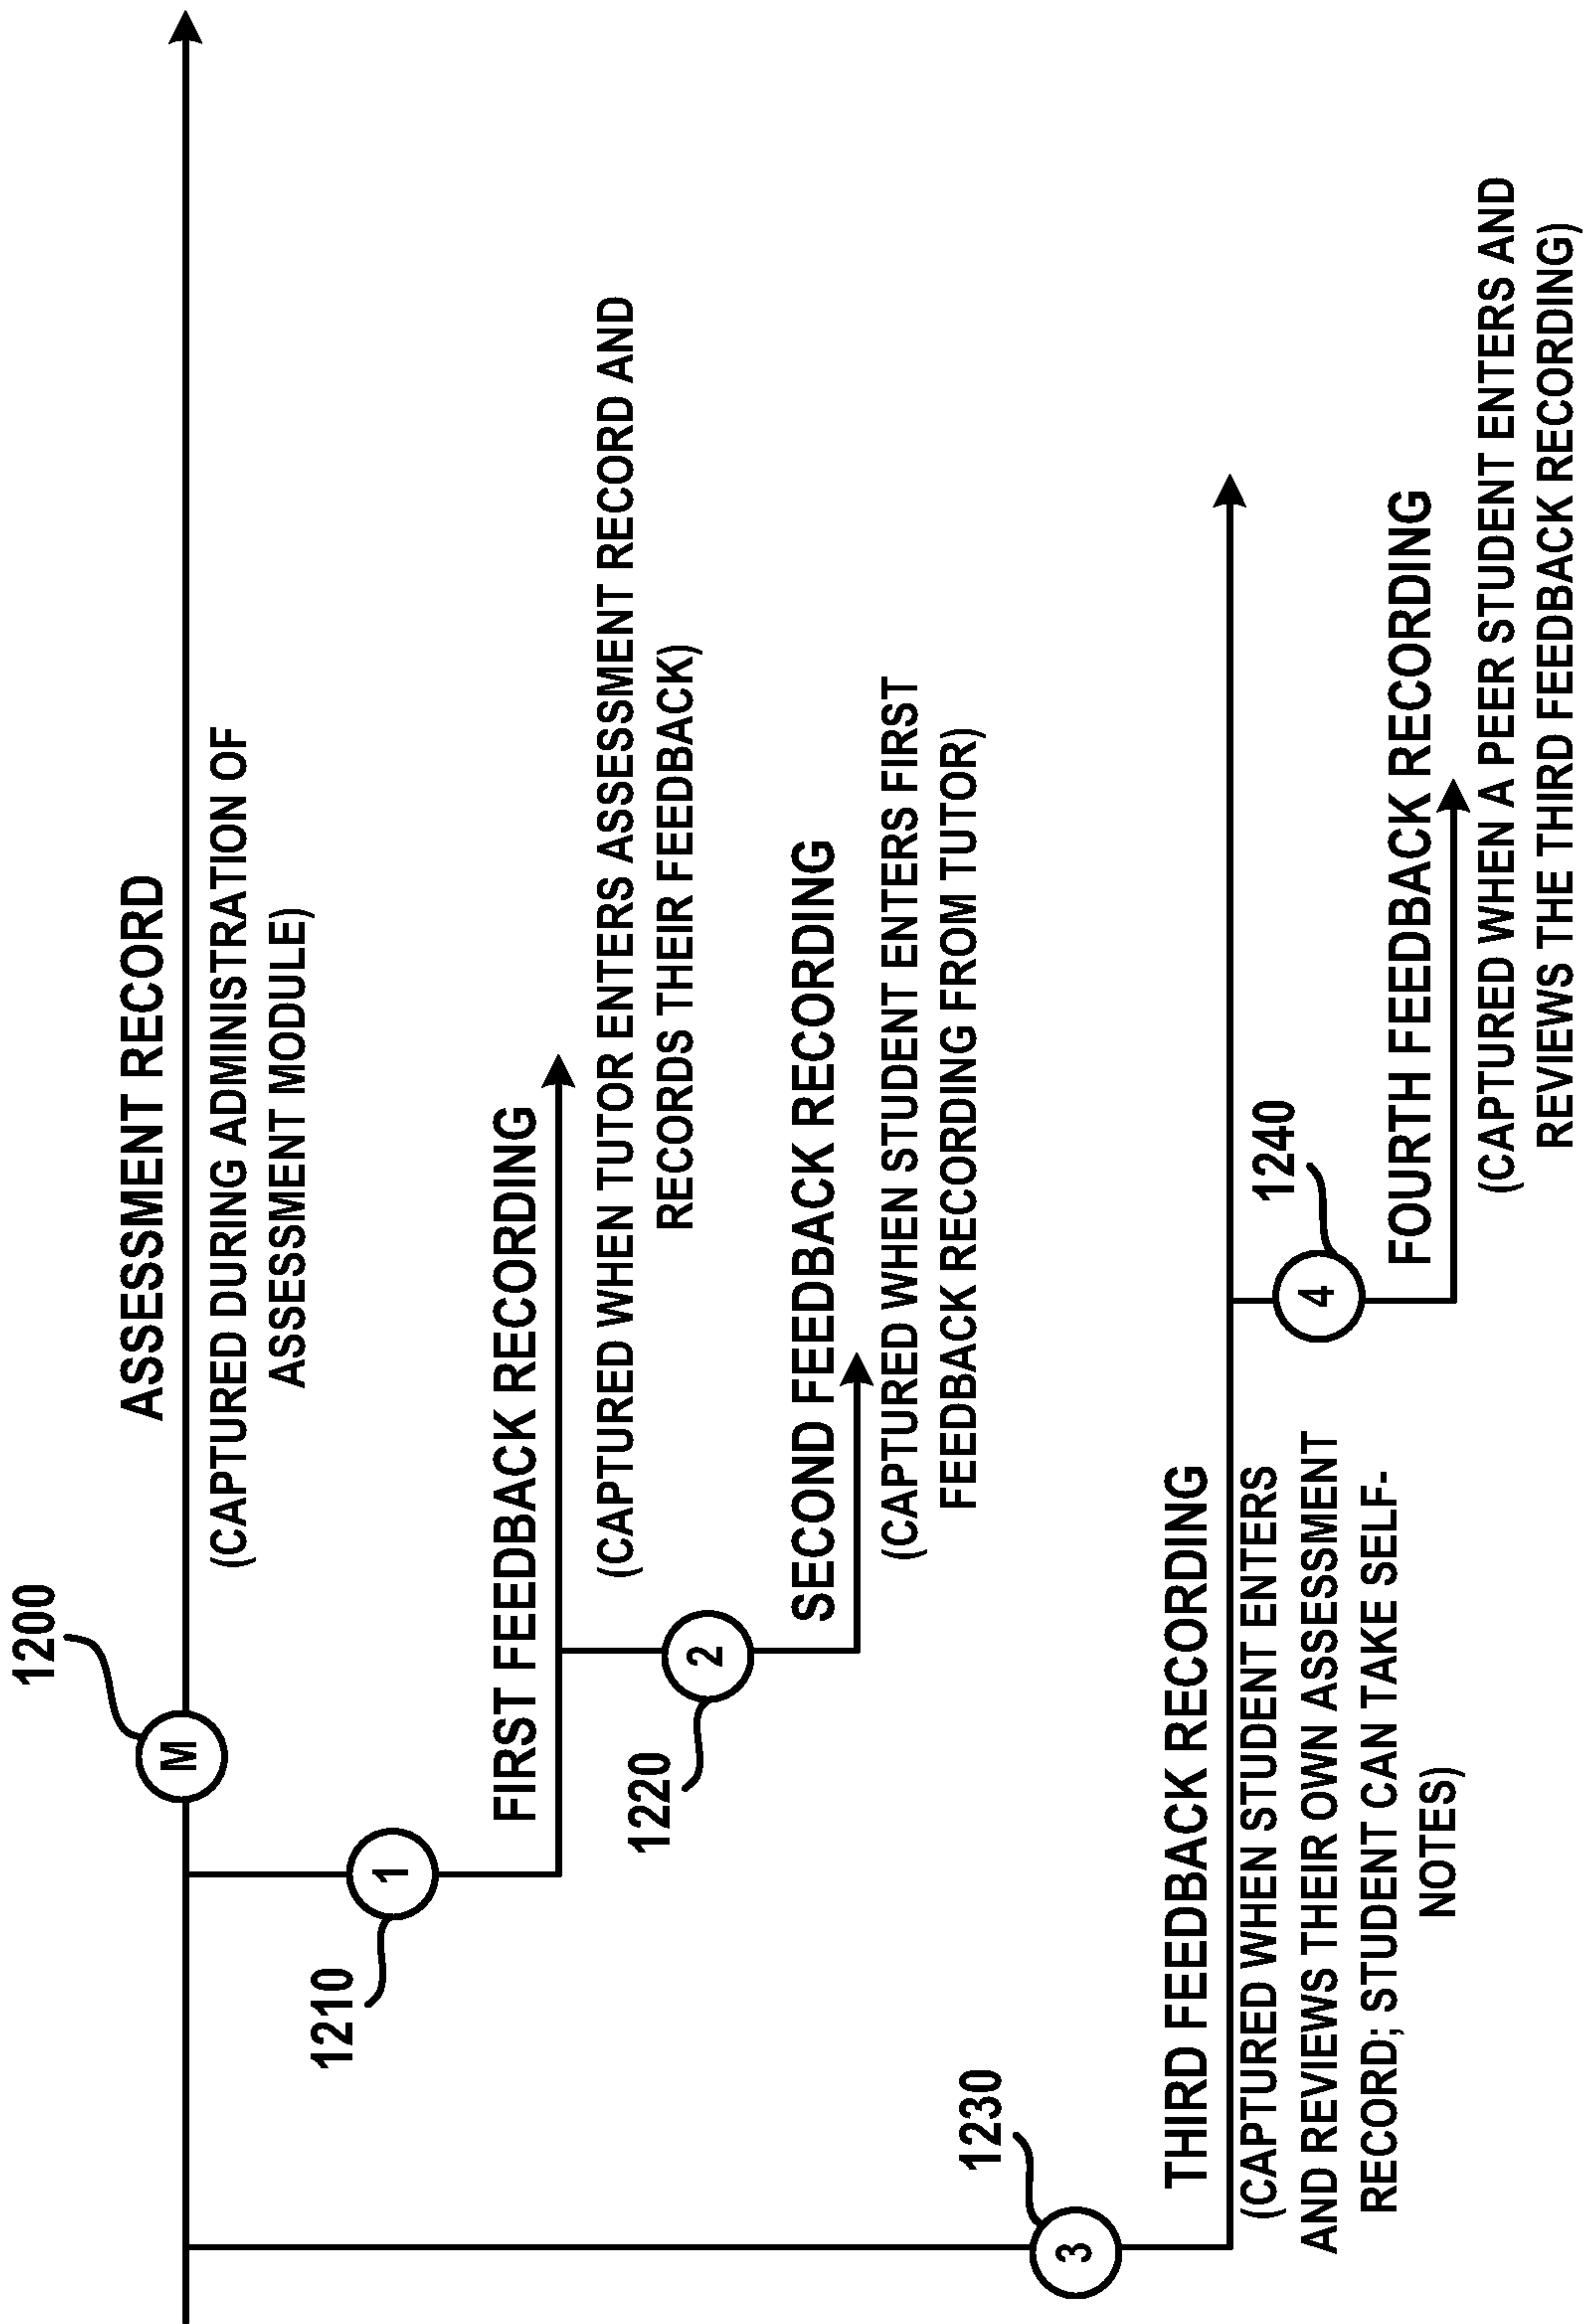 1200
M
ASSESSMENT RECORD
(CAPTURED DURING ADMINISTRATION OF
ASSESSMENT MODULE)
1210
1
FIRST FEEDBACK RECORDING
(CAPTURED WHEN TUTOR ENTERS ASSESSMENT RECORD AND
RECORDS THEIR FEEDBACK)
1220
2
SECOND FEEDBACK RECORDING
(CAPTURED WHEN STUDENT ENTERS FIRST
FEEDBACK RECORDING FROM TUTOR)
1230
3
THIRD FEEDBACK RECORDING
(CAPTURED WHEN STUDENT ENTERS
AND REVIEWS THEIR OWN ASSESSMENT
RECORD; STUDENT CAN TAKE SELF-
NOTES)
1240
4
FOURTH FEEDBACK RECORDING
(CAPTURED WHEN A PEER STUDENT ENTERS AND
REVIEWS THE THIRD FEEDBACK RECORDING)